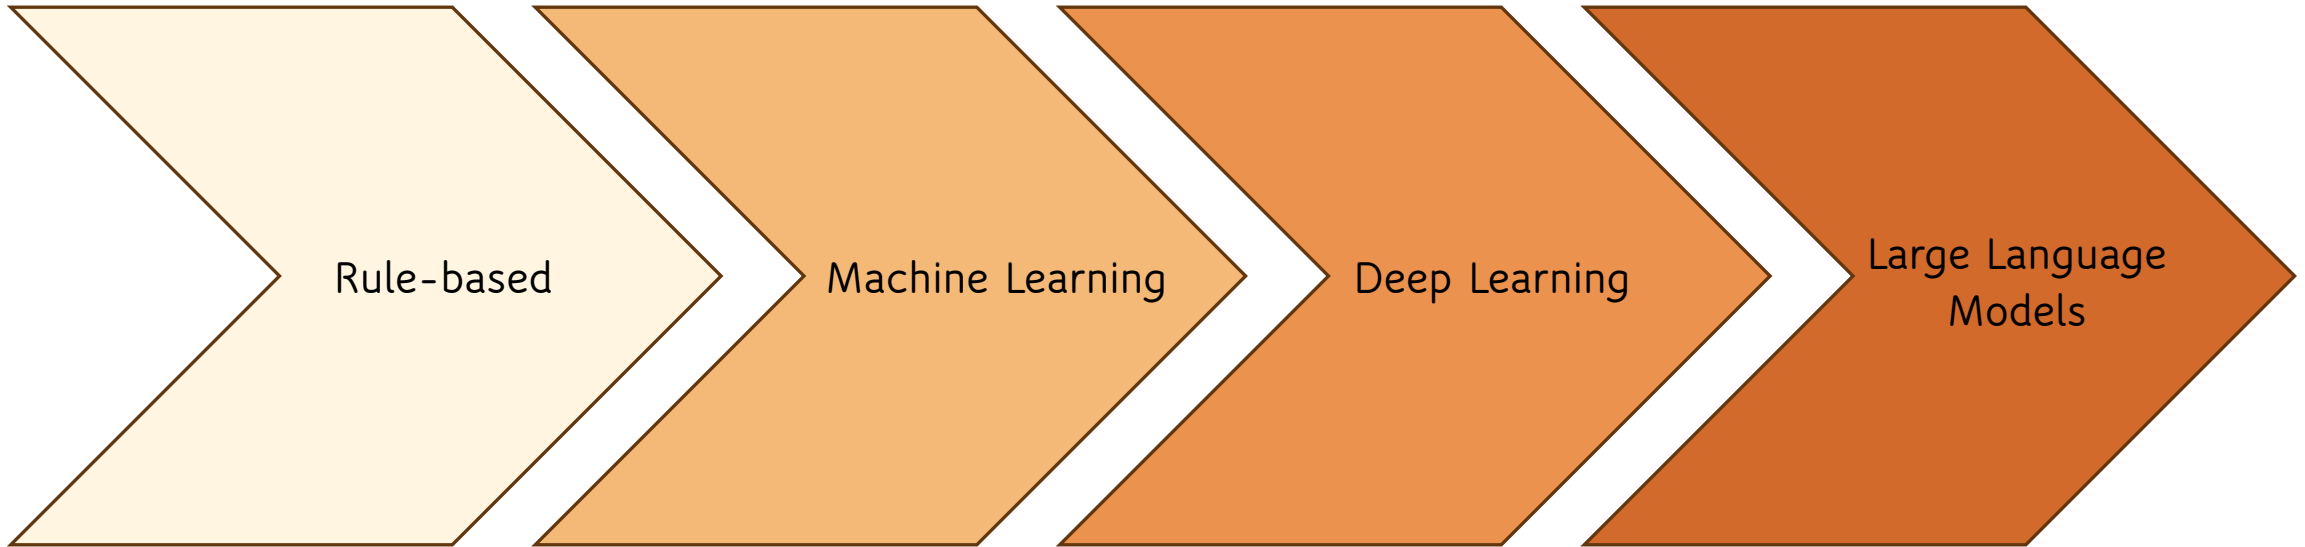 Rule-based
Machine Learning
Deep Learning
Large Language
Models